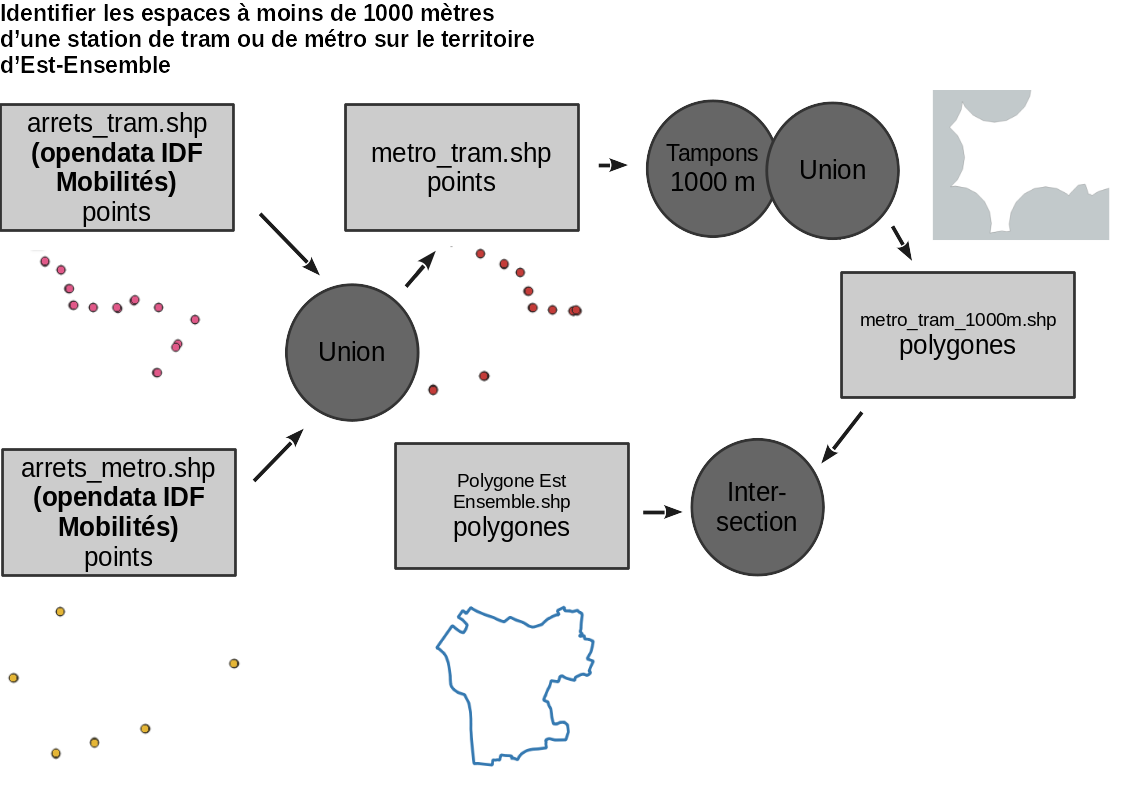 Identifier les espaces à moins de 1000 mètres
d’une station de tram ou de métro sur le territoire
d’Est-Ensemble
arrets_tram.shp
(opendata IDF
Mobilités)
points
metro_tram.shp
points
Tampons
1000 m
Union
Union
metro_tram_1000m.shp
polygones
arrets_metro.shp
(opendata IDF
Mobilités)
points
Polygone Est
Ensemble.shp
polygones
Inter-
section